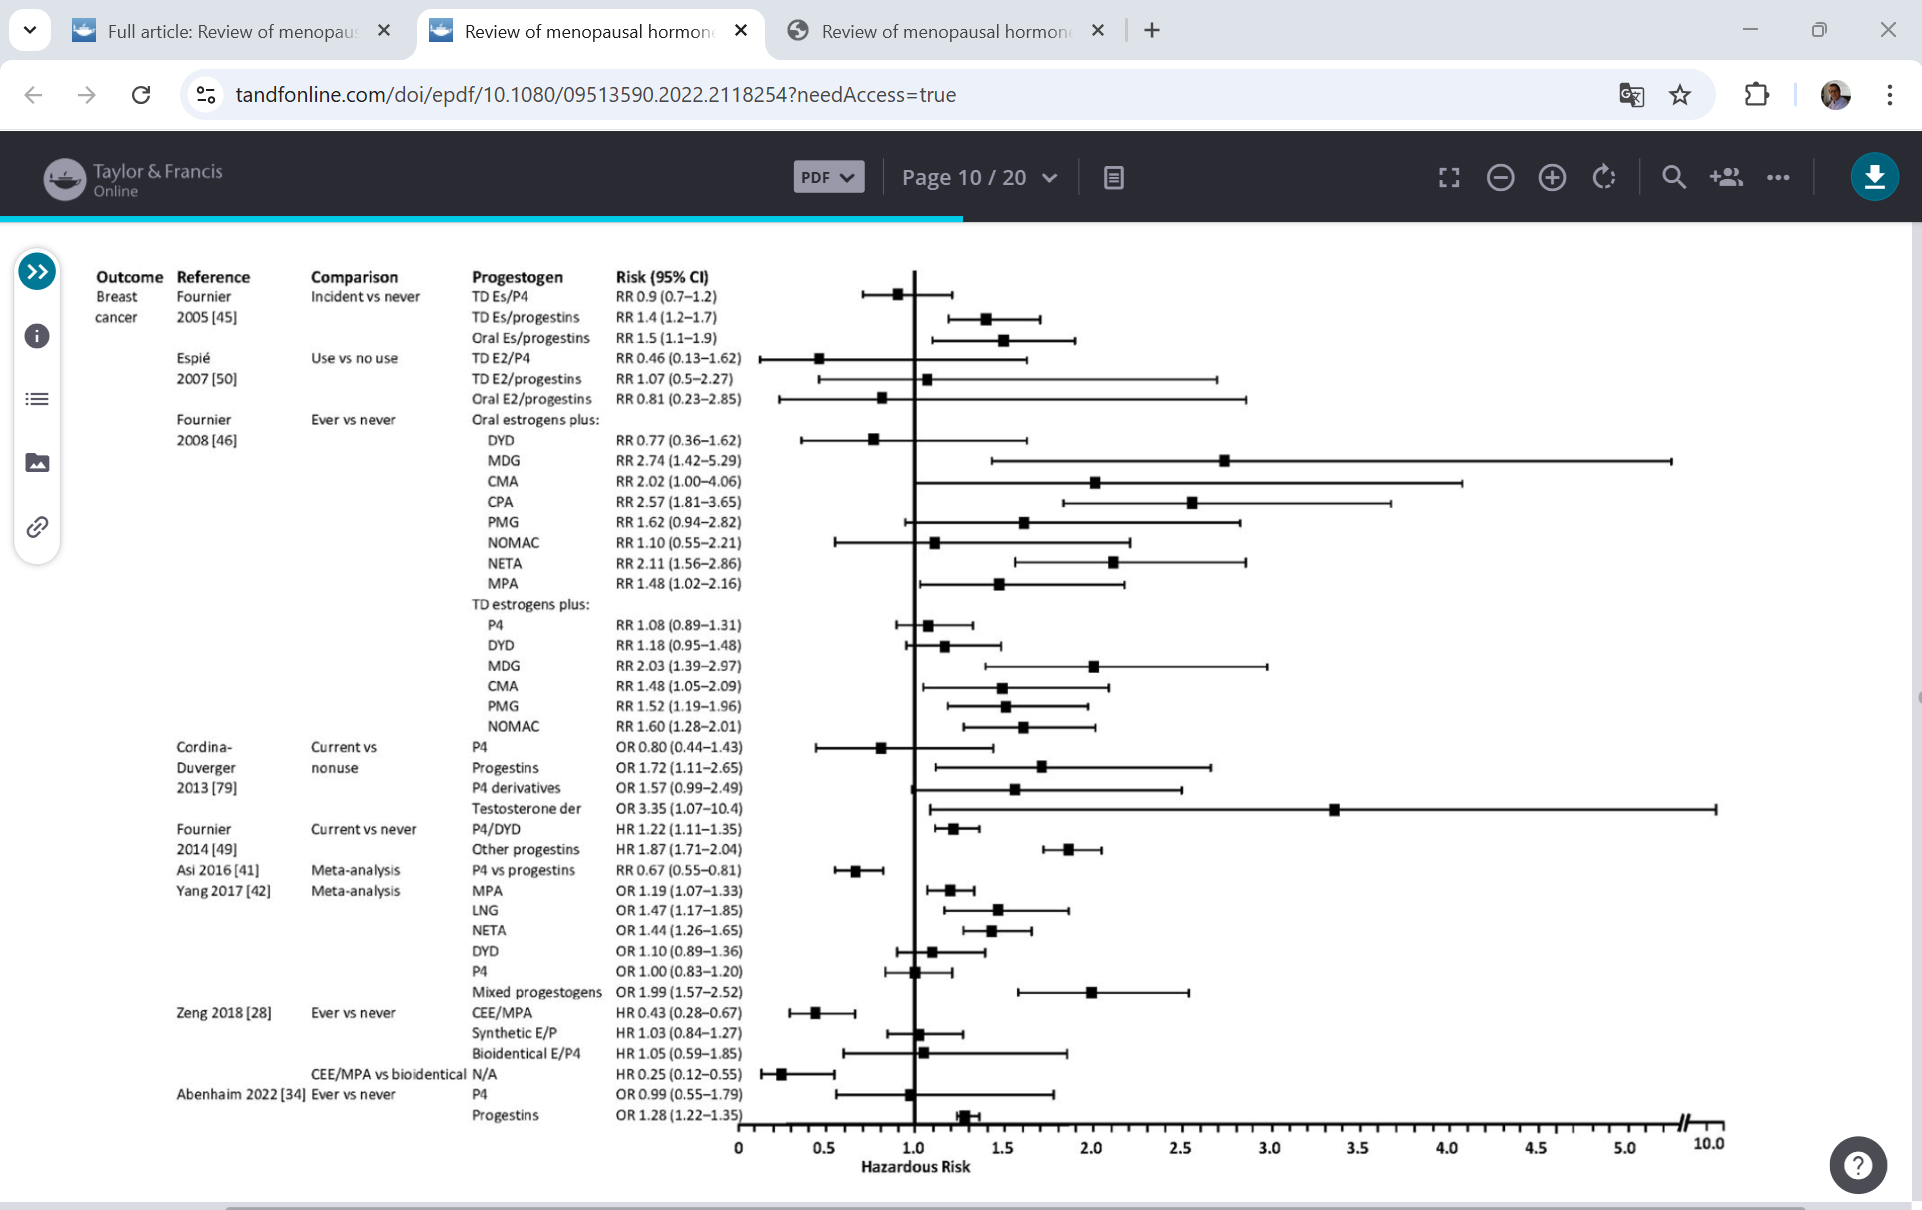 Full article: Review of menopau
Review of menopausal hormon
Review of menopausal hormon
tandfonline.com/doi/epdf/10.1080/09513590.2022.2118254?needAccess=true
Taylor & Francis
Online
PDF
Page 10 / 20
Outcome Reference Comparison Progestogen Risk (95% CI)
Breast Fournier Incident vs never TD Es/P4 RR 0.9 (0.7–1.2)
cancer 2005 [45] TD Es/progestins RR 1.4 (1.2–1.7)
Oral Es/progestins RR 1.5 (1.1–1.9)
Espié Use vs no use TD E2/P4 RR 0.46 (0.13–1.62)
2007 [50] TD E2/progestins RR 1.07 (0.5–2.27)
Oral E2/progestins RR 0.81 (0.23–2.85)
Fournier Ever vs never Oral estrogens plus:
2008 [46] DYD RR 0.77 (0.36–1.62)
MDG RR 2.74 (1.42–5.29)
CMA RR 2.02 (1.00–4.06)
CPA RR 2.57 (1.81–3.65)
PMG RR 1.62 (0.94–2.82)
NOMAC RR 1.10 (0.55–2.21)
NETA RR 2.11 (1.56–2.86)
MPA RR 1.48 (1.02–2.16)
TD estrogens plus:
P4 RR 1.08 (0.89–1.31)
DYD RR 1.18 (0.95–1.48)
MDG RR 2.03 (1.39–2.97)
CMA RR 1.48 (1.05–2.09)
PMG RR 1.52 (1.19–1.96)
NOMAC RR 1.60 (1.28–2.01)
Cordina- Current vs P4 OR 0.80 (0.44–1.43)
Duverger nonuse Progestins OR 1.72 (1.11–2.65)
2013 [79] P4 derivatives OR 1.57 (0.99–2.49)
Testosterone der OR 3.35 (1.07–10.4)
Fournier Current vs never P4/DYD HR 1.22 (1.11–1.35)
2014 [49] Other progestins HR 1.87 (1.71–2.04)
Asi 2016 [41] Meta-analysis P4 vs progestins RR 0.67 (0.55–0.81)
Yang 2017 [42] Meta-analysis MPA OR 1.19 (1.07–1.33)
LNG OR 1.47 (1.17–1.85)
NETA OR 1.44 (1.26–1.65)
DYD OR 1.10 (0.89–1.36)
P4 OR 1.00 (0.83–1.20)
Mixed progestogens OR 1.99 (1.57–2.52)
Zeng 2018 [28] Ever vs never CEE/MPA HR 0.43 (0.28–0.67)
Synthetic E/P HR 1.03 (0.84–1.27)
Bioidentical E/P4 HR 1.05 (0.59–1.85)
CEE/MPA vs bioidentical N/A HR 0.25 (0.12–0.55)
Abenhaim 2022 [34] Ever vs never P4 OR 0.99 (0.55–1.79)
Progestins OR 1.28 (1.22–1.35)
0 0.5 1.0 1.5 2.0 2.5 3.0 3.5 4.0 4.5 5.0 10.0
Hazardous Risk